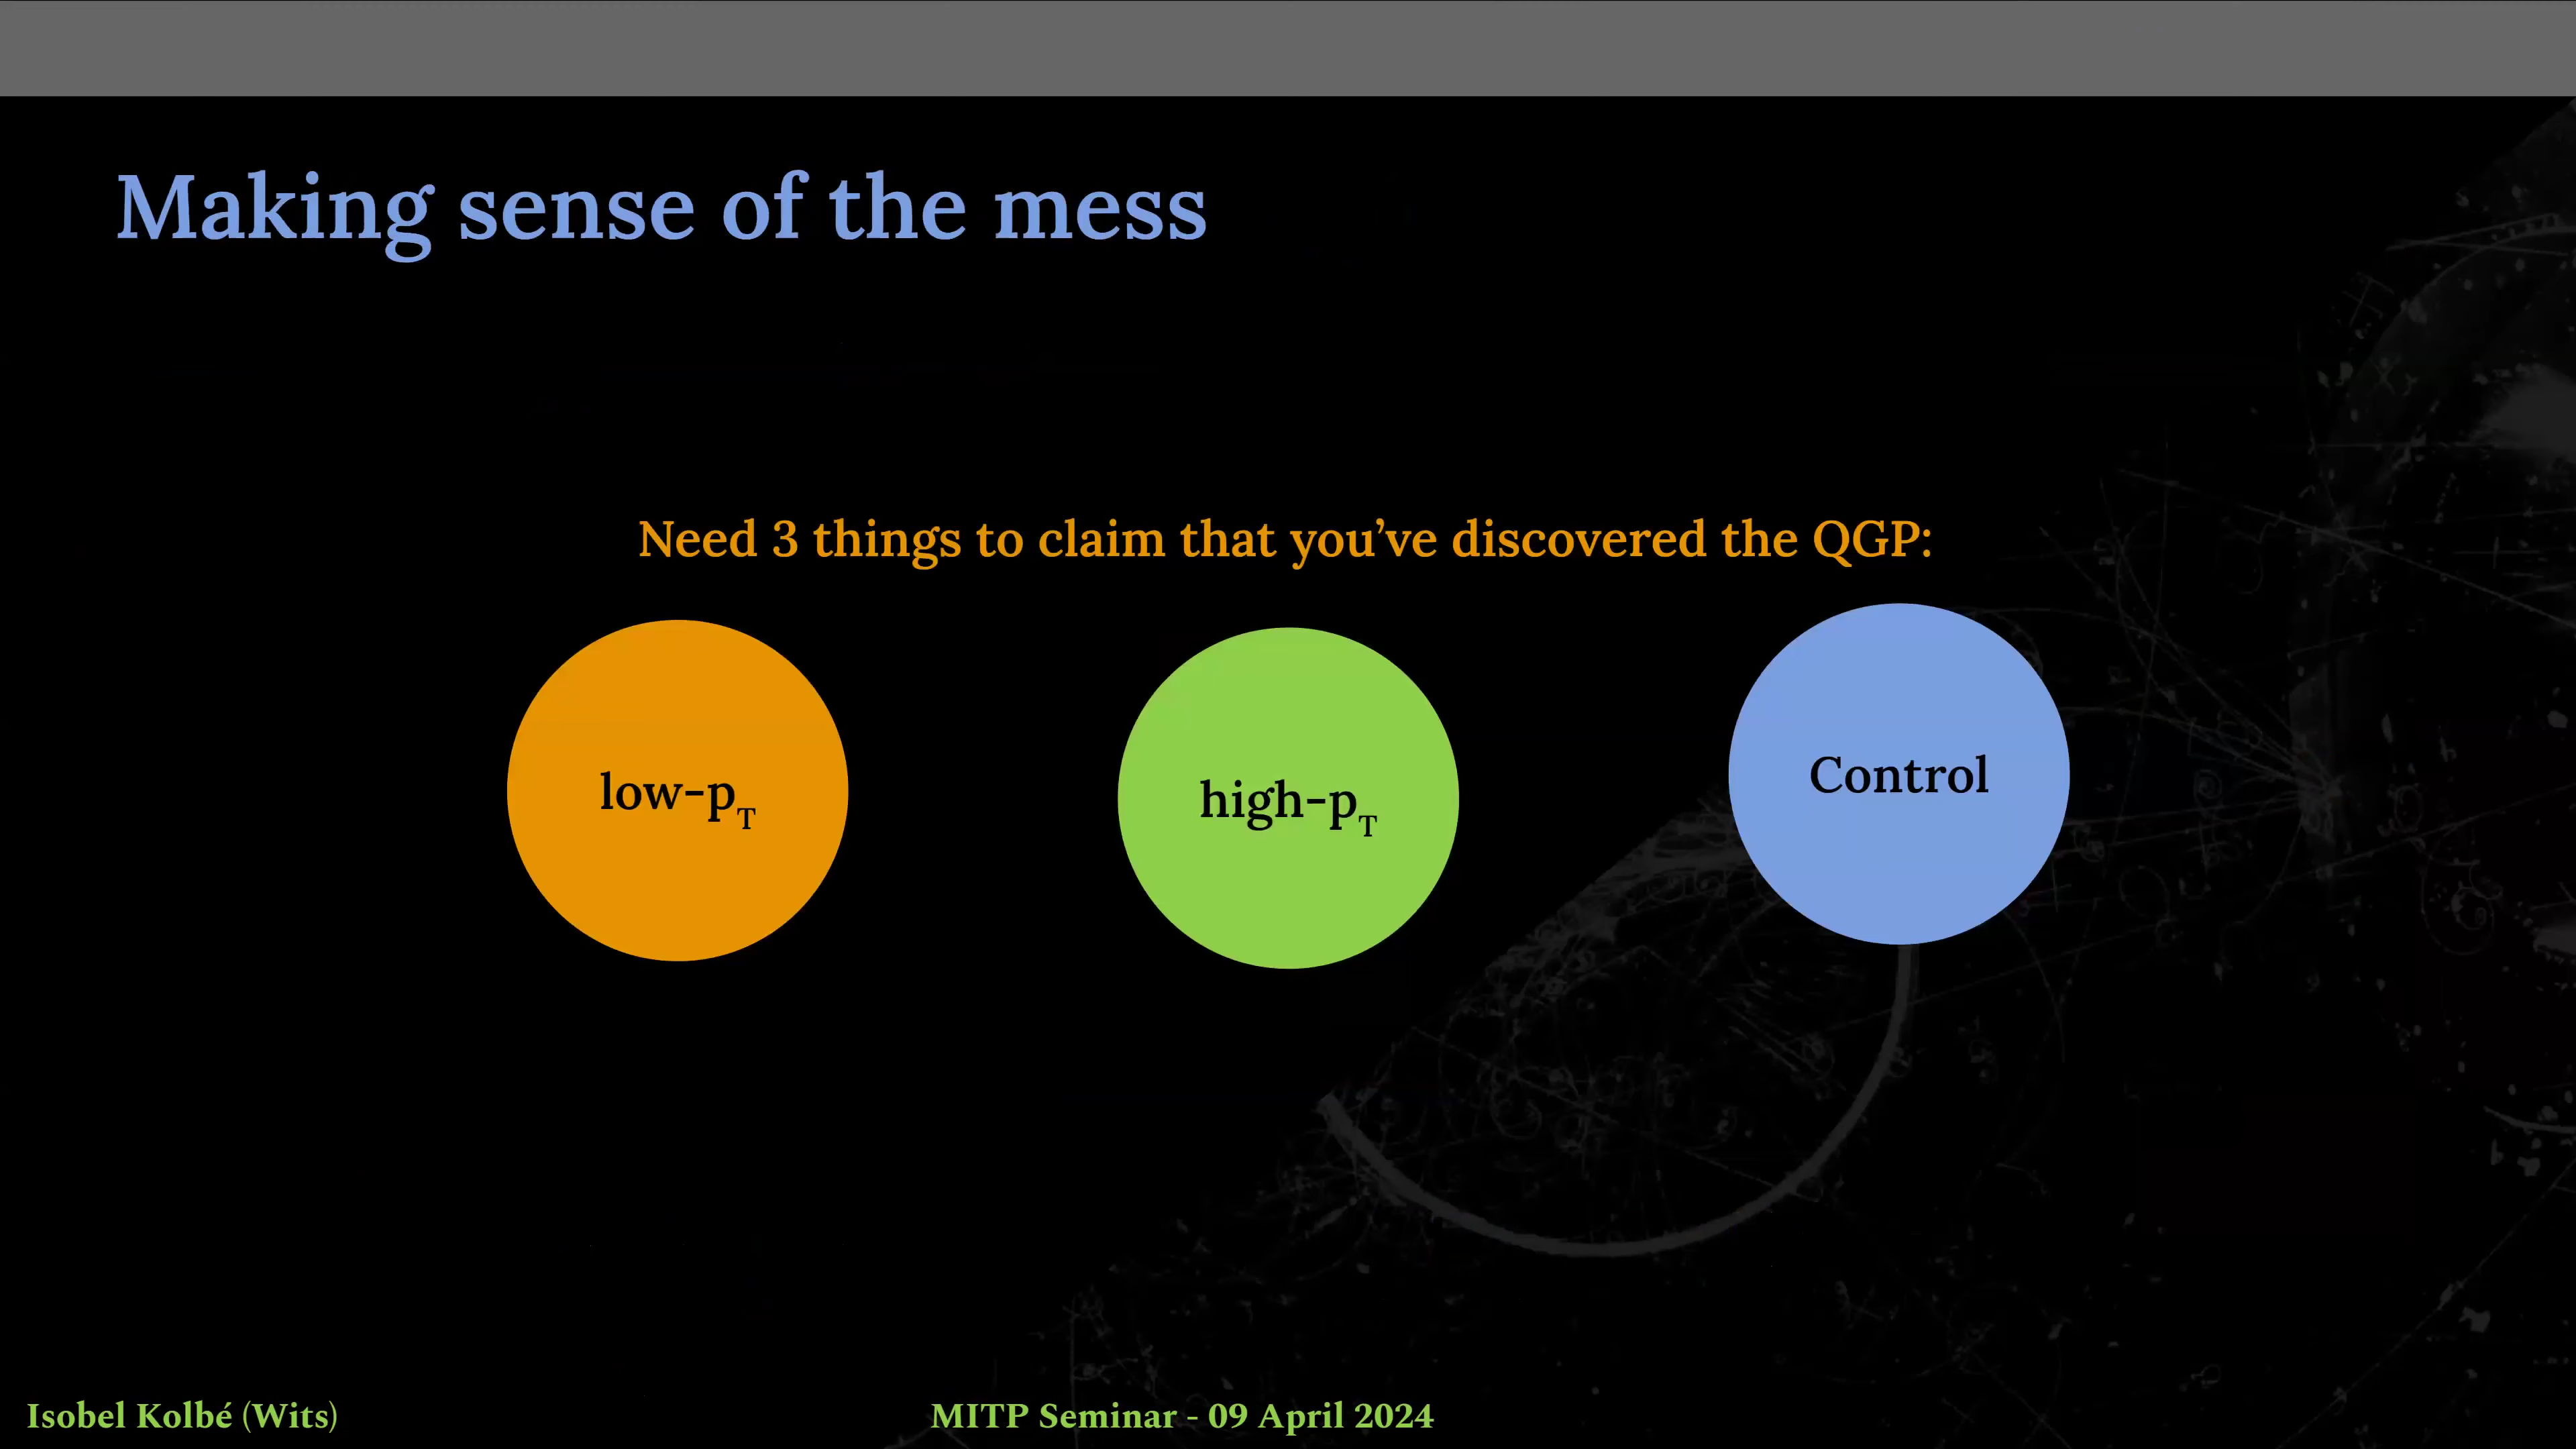 Making sense of the mess
Need 3 things to claim that you’ve discovered the QGP:
low-pT
high-pT
Control
Isobel Kolbé (Wits)
MITP Seminar - 09 April 2024